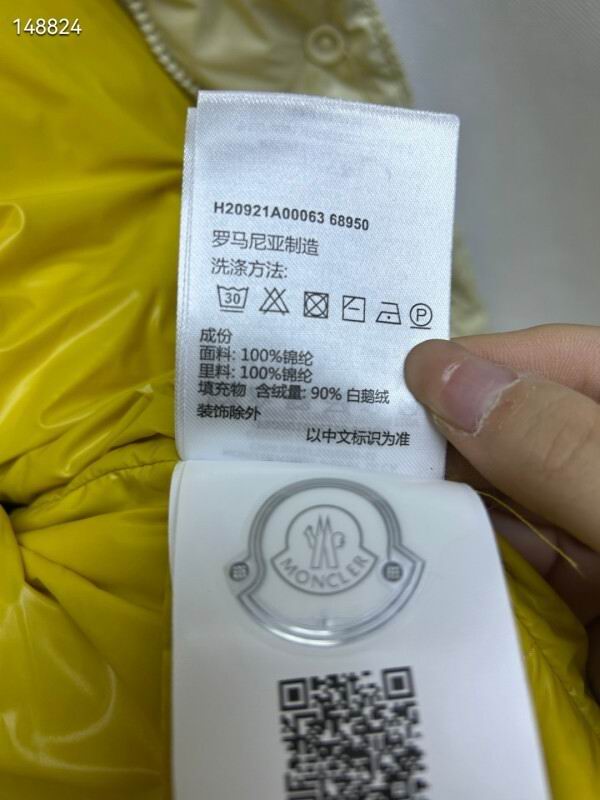 148824
H20921A00063 68950
罗马尼亚制造
洗涤方法:
30
P
成份
面料: 100%锦纶
里料: 100%锦纶
填充物 含绒量: 90% 白鹅绒
装饰除外
以中文标识为准
MONCLER